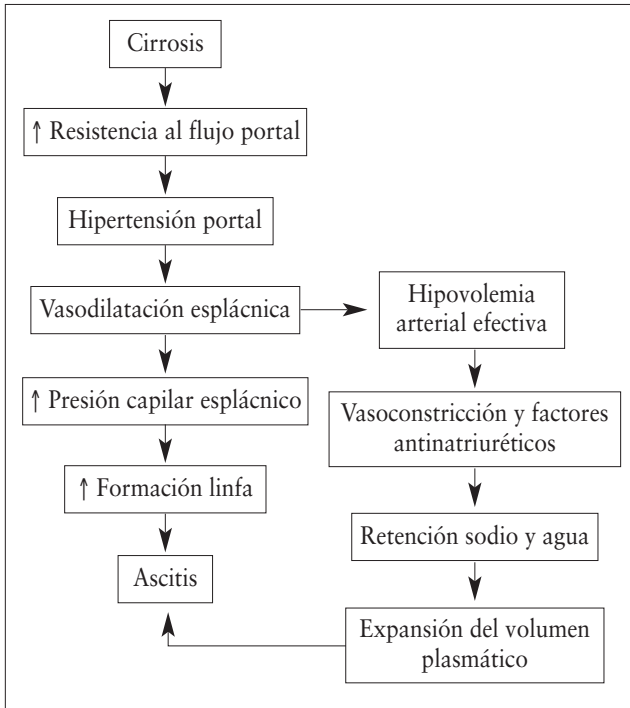 Cirrosis
↑ Resistencia al flujo portal
Hipertensión portal
Vasodilatación esplácnica
↑ Presión capilar esplácnico
↑ Formación linfa
Ascitis
Hipovolemia
arterial efectiva
Vasoconstricción y factores
antinatriuréticos
Retención sodio y agua
Expansión del volumen
plasmático